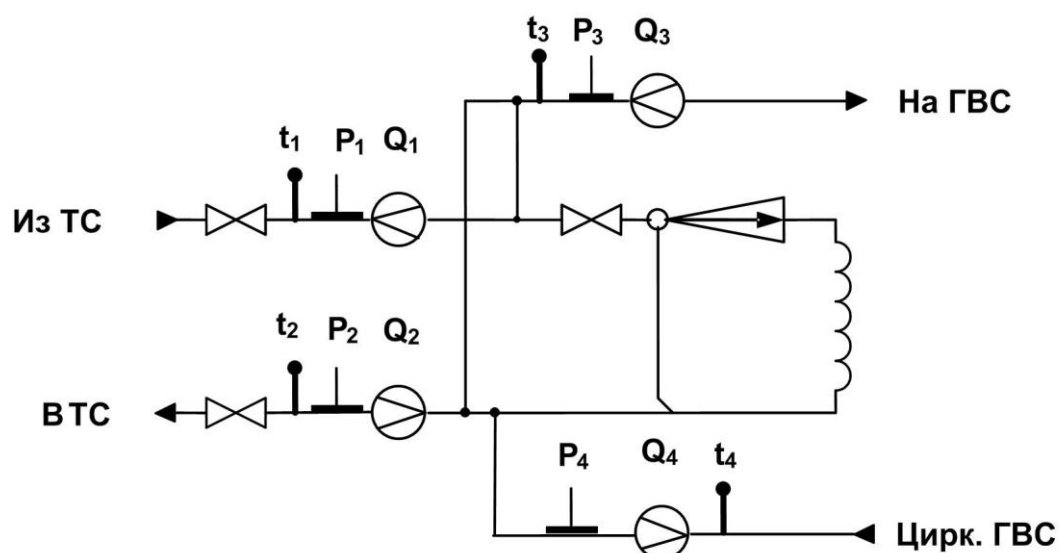 t₃ P₃ Q₃
На ГВС
t₁ P₁ Q₁
Из ТС
t₂ P₂ Q₂
В ТС
P₄ Q₄ t₄
Цирк. ГВС